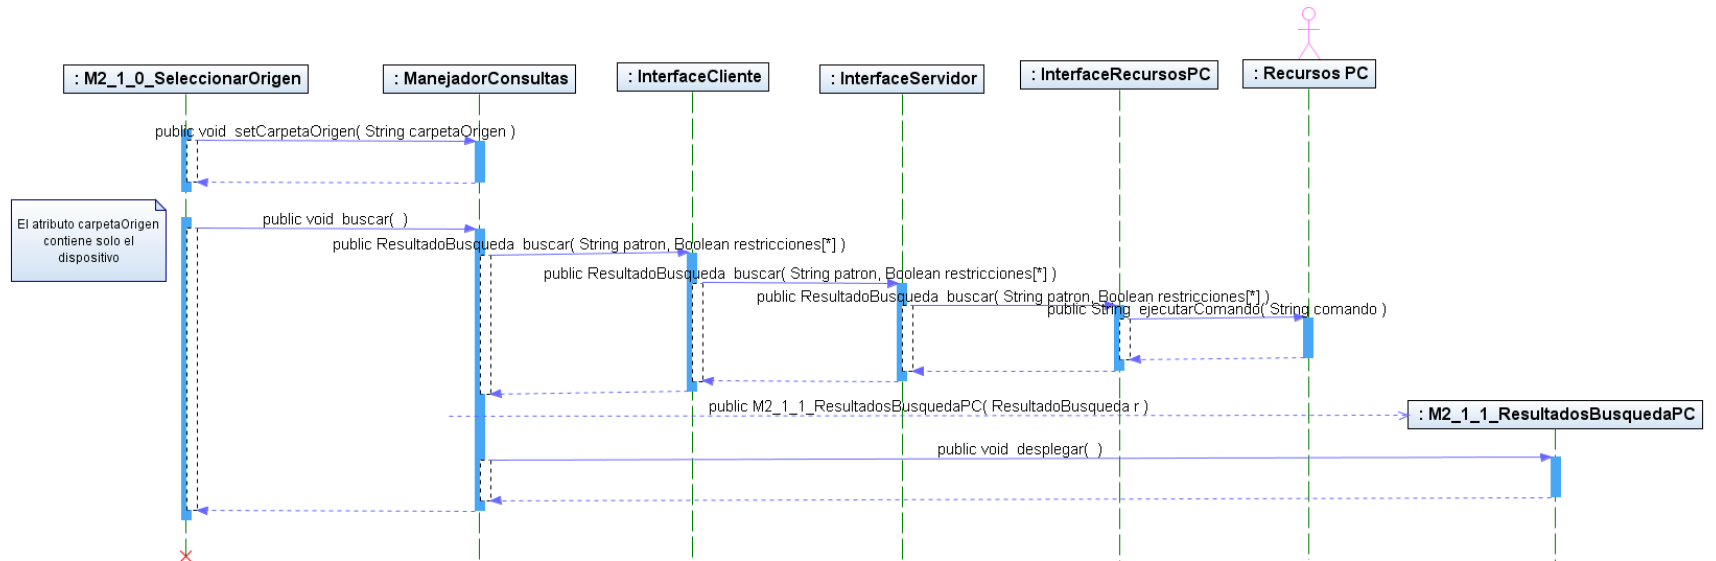 : M2_1_0_SeleccionarOrigen
: ManejadorConsultas
: InterfaceCliente
: InterfaceServidor
: InterfaceRecursosPC
: Recursos PC
public void  setCarpetaOrigen( String carpetaOrigen )
El atributo carpetaOrigen
contiene solo el
dispositivo
public void  buscar(  )
public ResultadoBusqueda  buscar( String patron, Boolean restricciones[*] )
public ResultadoBusqueda  buscar( String patron, Boolean restricciones[*] )
public ResultadoBusqueda  buscar( String patron, Boolean restricciones[*] )
public String  ejecutarComando( String comando )
public M2_1_1_ResultadosBusquedaPC( ResultadoBusqueda r )
: M2_1_1_ResultadosBusquedaPC
public void  desplegar(  )